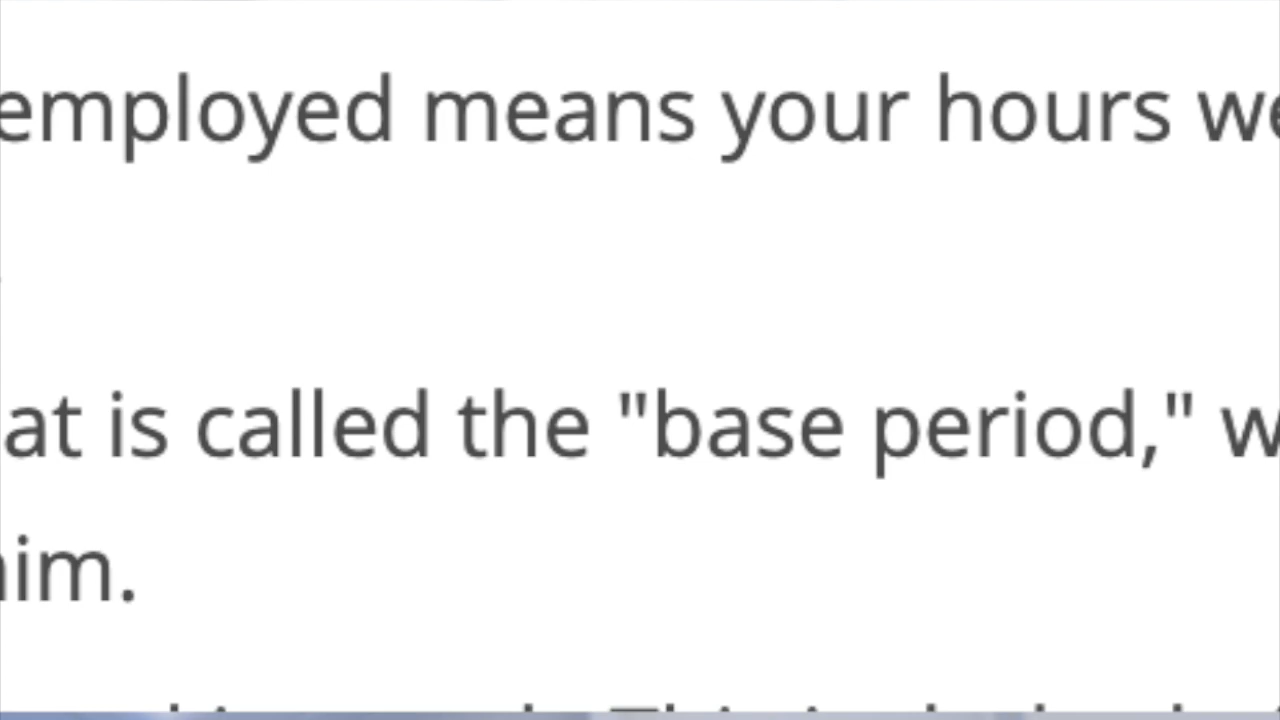 employed means your hours we
at is called the "base period," w
im.